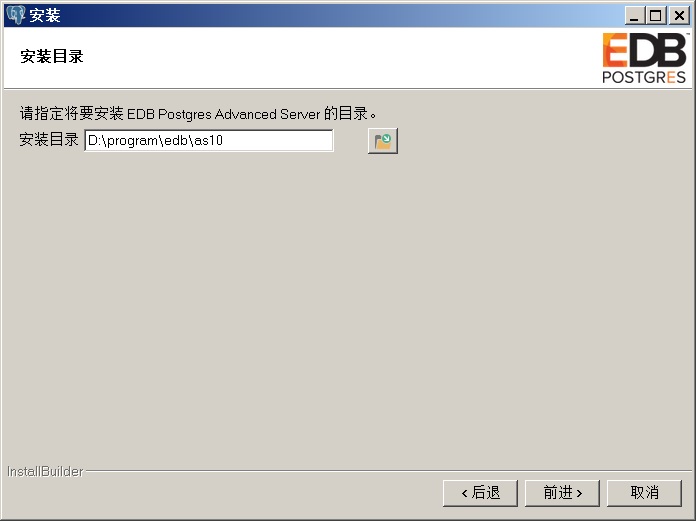 安装
安装目录
EDB
POSTGRES
请指定将要安装 EDB Postgres Advanced Server 的目录。
安装目录 D:\program\edb\as10
InstallBuilder
< 后退 前进 > 取消